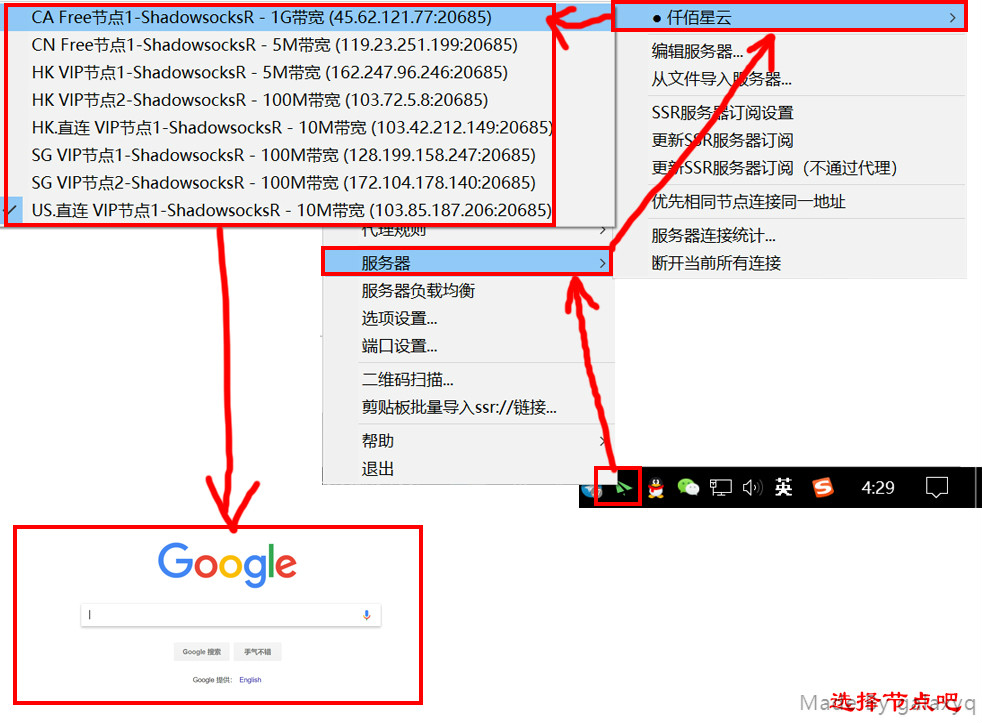 CA Free节点1-ShadowsocksR - 1G带宽 (45.62.121.77:20685)
CN Free节点1-ShadowsocksR - 5M带宽 (119.23.251.199:20685)
HK VIP节点1-ShadowsocksR - 5M带宽 (162.247.96.246:20685)
HK VIP节点2-ShadowsocksR - 100M带宽 (103.72.5.8:20685)
HK.直连 VIP节点1-ShadowsocksR - 10M带宽 (103.42.212.149:20685)
SG VIP节点1-ShadowsocksR - 100M带宽 (128.199.158.247:20685)
SG VIP节点2-ShadowsocksR - 100M带宽 (172.104.178.140:20685)
US.直连 VIP节点1-ShadowsocksR - 10M带宽 (103.85.187.206:20685)
● 仟佰星云
编辑服务器...
从文件导入服务器...
SSR服务器订阅设置
更新SSR服务器订阅
更新SSR服务器订阅（不通过代理）
优先相同节点连接同一地址
服务器连接统计...
断开当前所有连接
代理规则
服务器
服务器负载均衡
选项设置...
端口设置...
二维码扫描...
剪贴板批量导入ssr://链接...
帮助
退出
英
4:29
Google
Google 搜索
手气不错
Google 提供： English
选择节点吧